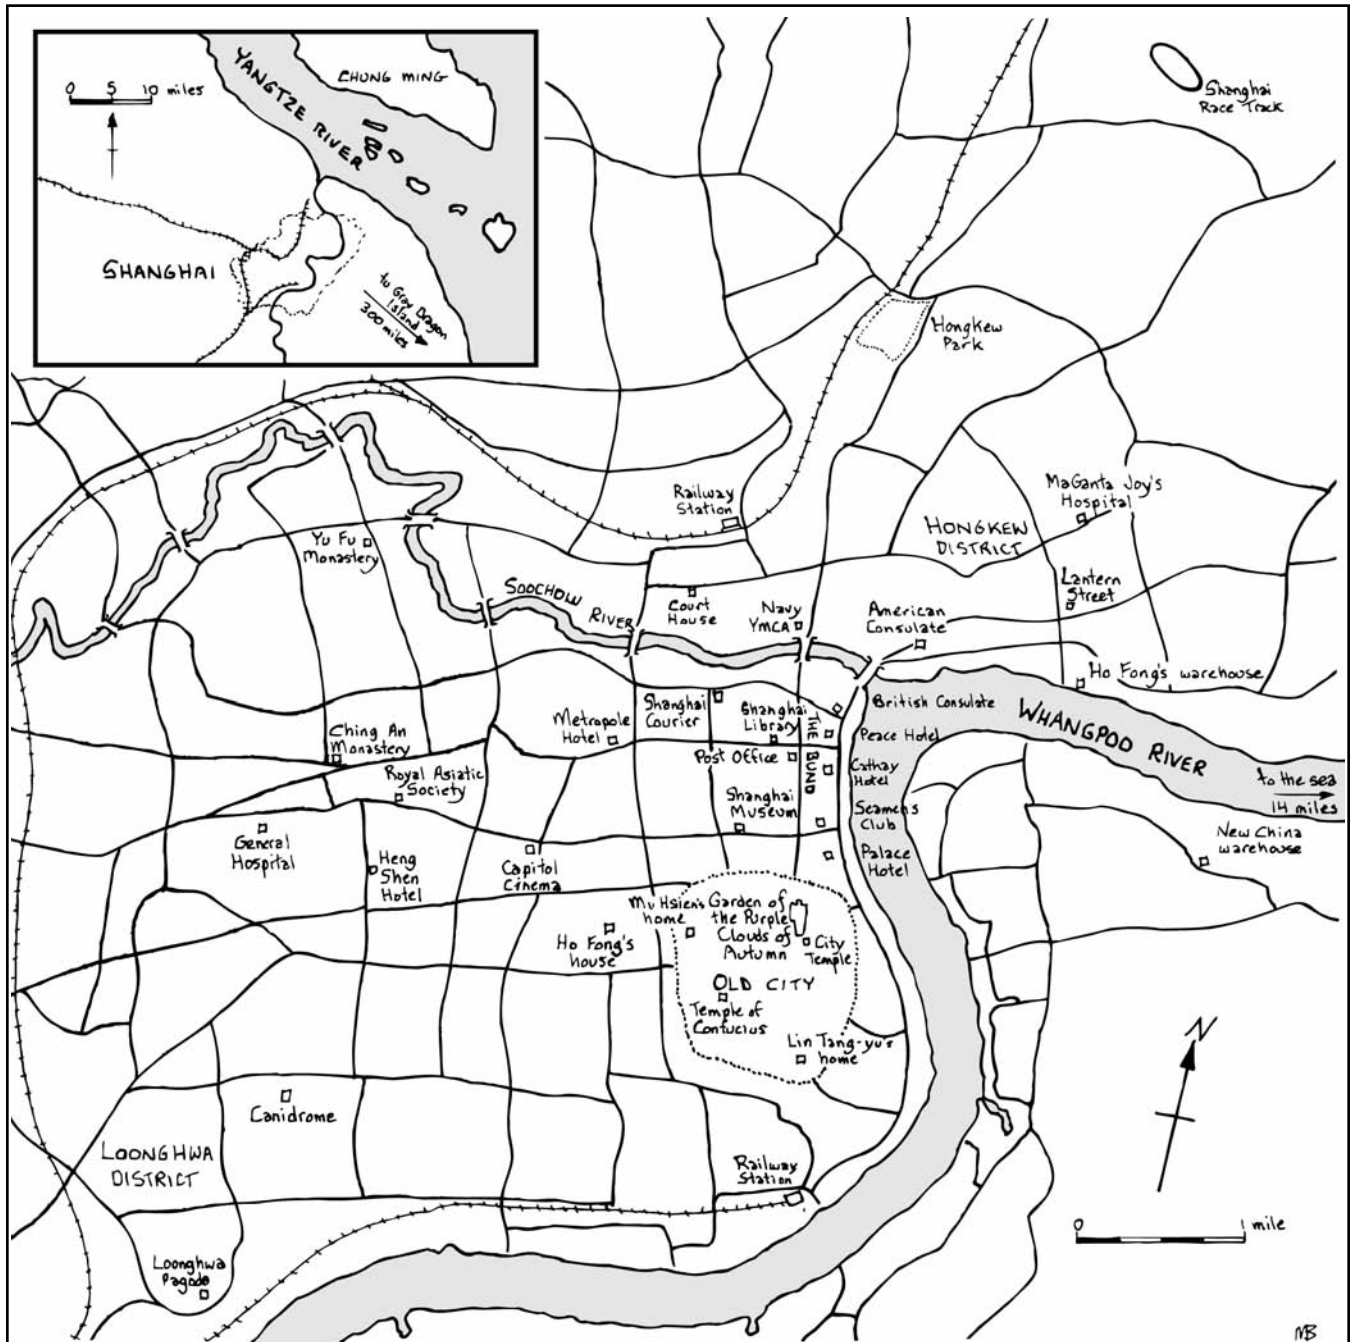 0 5 10 miles
YANGTZE RIVER
CHUNG MING
SHANGHAI
to Gray Dragon
Island
300 miles
Shanghai
Race Track
Hongkew
Park
Railway
Station
MaGanta Joy's
Hospital
HONGKEW
DISTRICT
Yu Fu
Monastery
SOOCHOW
RIVER
Court
House
Navy
YMCA
American
Consulate
Lantern
Street
Ho Fong's warehouse
Shanghai
Courier
Shanghai
Library
British Consulate
WHANGPOO RIVER
Metropole
Hotel
THE BUND
Peace Hotel
Ching An
Monastery
Post Office
Cathay
Hotel
to the sea
14 miles
Royal Asiatic
Society
Shanghai
Museum
Seamen's
Club
New China
warehouse
General
Hospital
Heng
Shen
Hotel
Capitol
Cinema
Palace
Hotel
Mu Hsien's
home
Garden of
the Purple
Clouds of
Autumn
Ho Fong's
house
City
Temple
OLD CITY
Temple of
Confucius
Lin Tang-yu's
home
N
Canidrome
LOONGHWA
DISTRICT
Railway
Station
0 1 mile
Loonghwa
Pagoda
MB